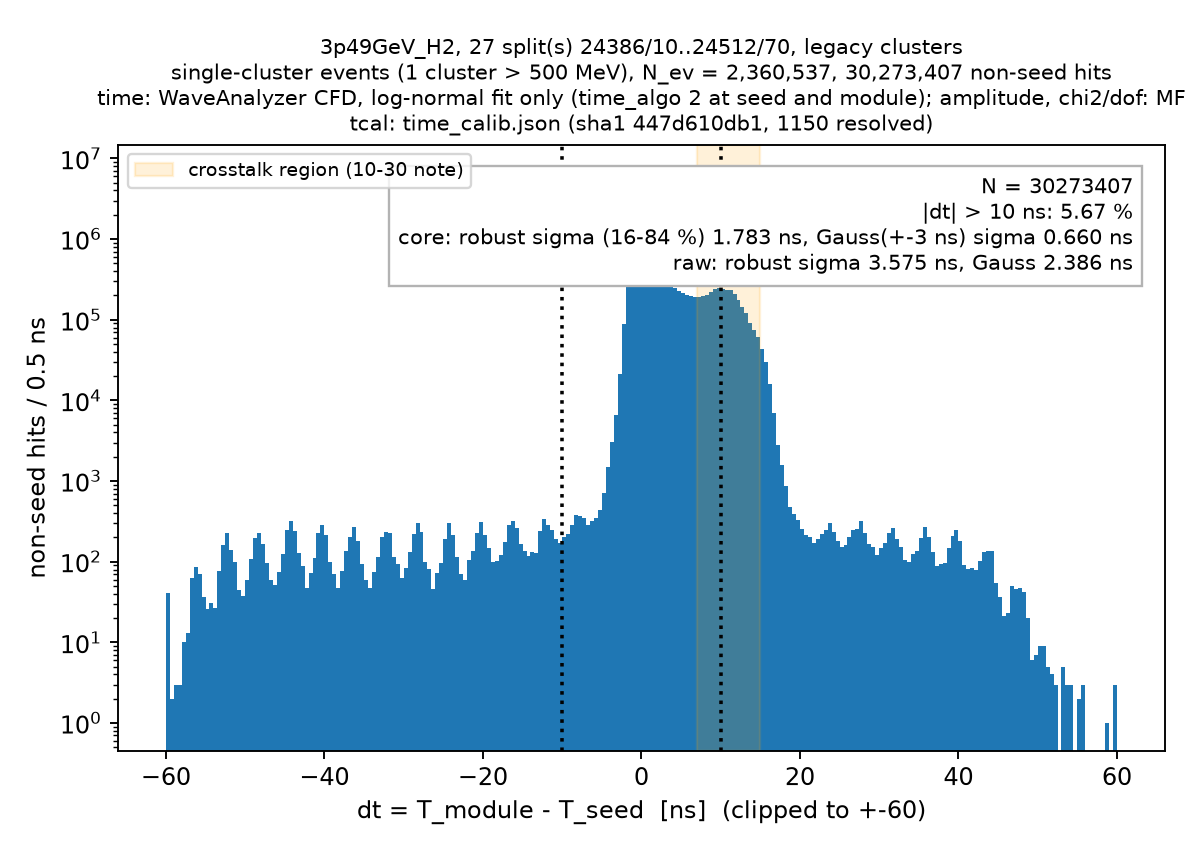 3p49GeV_H2, 27 split(s) 24386/10..24512/70, legacy clusters
single-cluster events (1 cluster > 500 MeV), N_ev = 2,360,537, 30,273,407 non-seed hits
time: WaveAnalyzer CFD, log-normal fit only (time_algo 2 at seed and module); amplitude, chi2/dof: MF
tcal: time_calib.json (sha1 447d610db1, 1150 resolved)
crosstalk region (10-30 note)
N = 30273407
|dt| > 10 ns: 5.67 %
core: robust sigma (16-84 %) 1.783 ns, Gauss(+-3 ns) sigma 0.660 ns
raw: robust sigma 3.575 ns, Gauss 2.386 ns
non-seed hits / 0.5 ns
10⁷
10⁶
10⁵
10⁴
10³
10²
10¹
10⁰
−60 −40 −20 0 20 40 60
dt = T_module - T_seed [ns] (clipped to +-60)